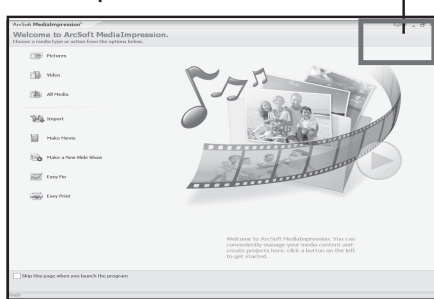 ArcSoft MediaImpression®
Welcome to ArcSoft MediaImpression.
Choose a media type or action from the options below.
Pictures
Video
All Media
Import
Make Movie
Make a New Slide Show
Easy Fix
Easy Print
Welcome to ArcSoft MediaImpression. You can
conveniently manage your media content and
create projects here. Click a button on the left
to get started.
Skip this page when you launch the program
Ready